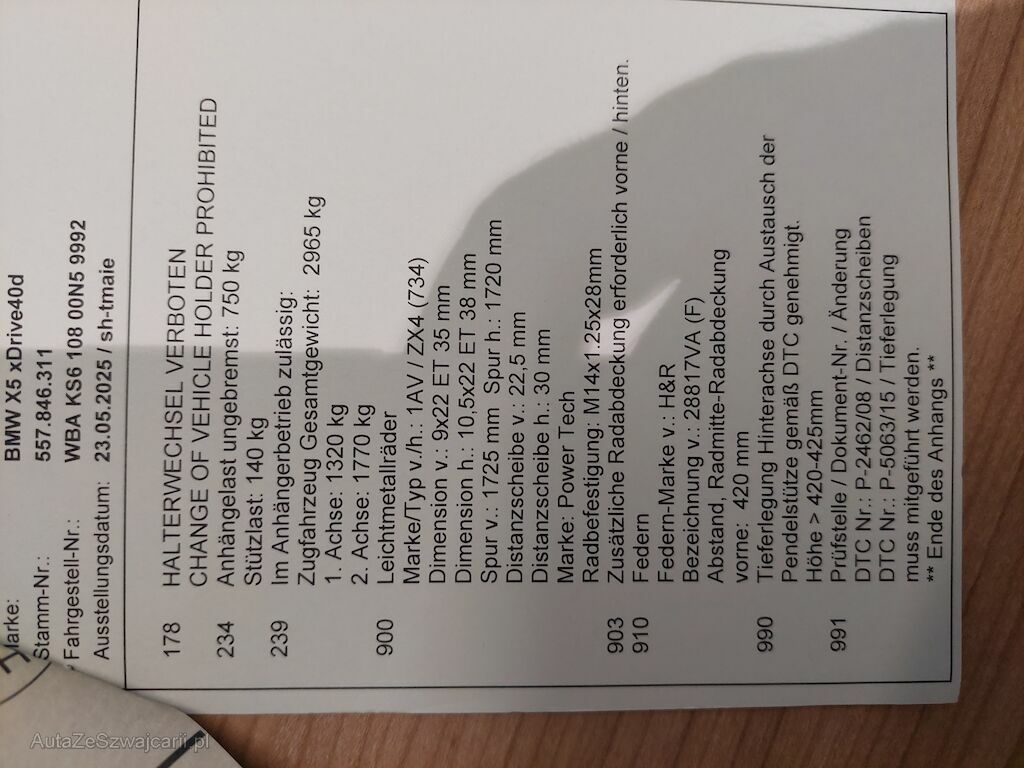 Marke: BMW X5 xDrive40d
Stamm-Nr.: 557.846.311
Fahrgestell-Nr.: WBA KS6 108 00N5 9992
Ausstellungsdatum: 23.05.2025 / sh-tmaie
178 HALTERWECHSEL VERBOTEN
CHANGE OF VEHICLE HOLDER PROHIBITED
234 Anhängelast ungebremst: 750 kg
Stützlast: 140 kg
239 Im Anhängerbetrieb zulässig:
Zugfahrzeug Gesamtgewicht: 2965 kg
1. Achse: 1320 kg
2. Achse: 1770 kg
900 Leichtmetallräder
Marke/Typ v./h.: 1AV / ZX4 (734)
Dimension v.: 9x22 ET 35 mm
Dimension h.: 10,5x22 ET 38 mm
Spur v.: 1725 mm Spur h.: 1720 mm
Distanzscheibe v.: 22,5 mm
Distanzscheibe h.: 30 mm
Marke: Power Tech
Radbefestigung: M14x1.25x28mm
903 Zusätzliche Radabdeckung erforderlich vorne / hinten.
910 Federn
Federn-Marke v.: H&R
Bezeichnung v.: 28817VA (F)
Abstand, Radmitte-Radabdeckung
vorne: 420 mm
990 Tieferlegung Hinterachse durch Austausch der
Pendelstütze gemäß DTC genehmigt.
Höhe > 420-425mm
991 Prüfstelle / Dokument-Nr. / Änderung
DTC Nr.: P-2462/08 / Distanzscheiben
DTC Nr.: P-5063/15 / Tieferlegung
muss mitgeführt werden.
** Ende des Anhangs **
AutaZeSzwajcarii.pl